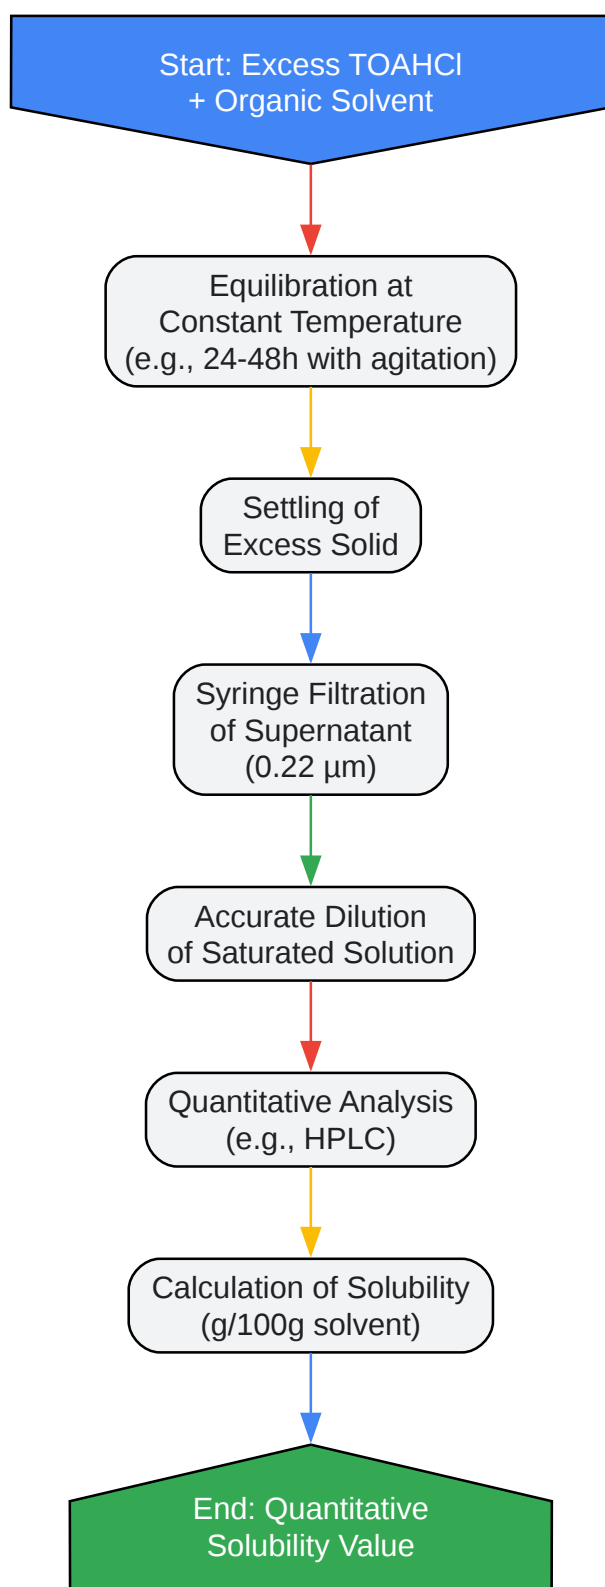 Start: Excess TOAHCl
+ Organic Solvent
Equilibration at
Constant Temperature
(e.g., 24-48h with agitation)
Settling of
Excess Solid
Syringe Filtration
of Supernatant
(0.22 µm)
Accurate Dilution
of Saturated Solution
Quantitative Analysis
(e.g., HPLC)
Calculation of Solubility
(g/100g solvent)
End: Quantitative
Solubility Value